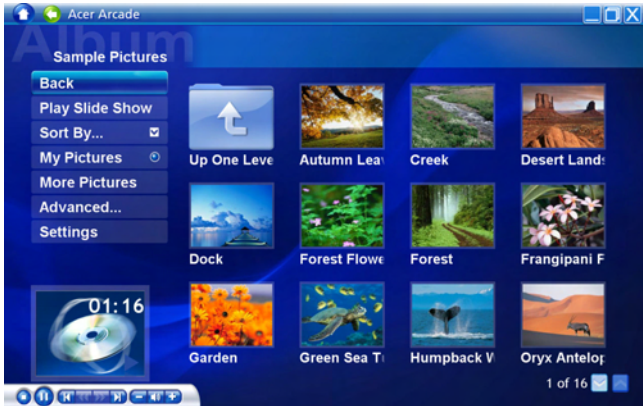 Acer Arcade
Album
Sample Pictures
Back
Play Slide Show
Sort By...
My Pictures
More Pictures
Advanced...
Settings
Up One Leve
Autumn Leav
Creek
Desert Lands
Dock
Forest Flowe
Forest
Frangipani F
Garden
Green Sea Tu
Humpback W
Oryx Antelop
01:16
1 of 16